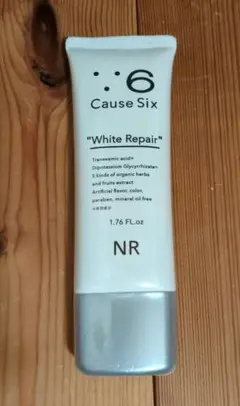 ∵6
Cause Six
"White Repair"
Tranexamic acid+
Dipotassium Glycyrrhizate+
5 kinds of organic herbs
and fruits extract
Artificial flavor, color,
paraben, mineral oil free
1.76 FL.oz
NR